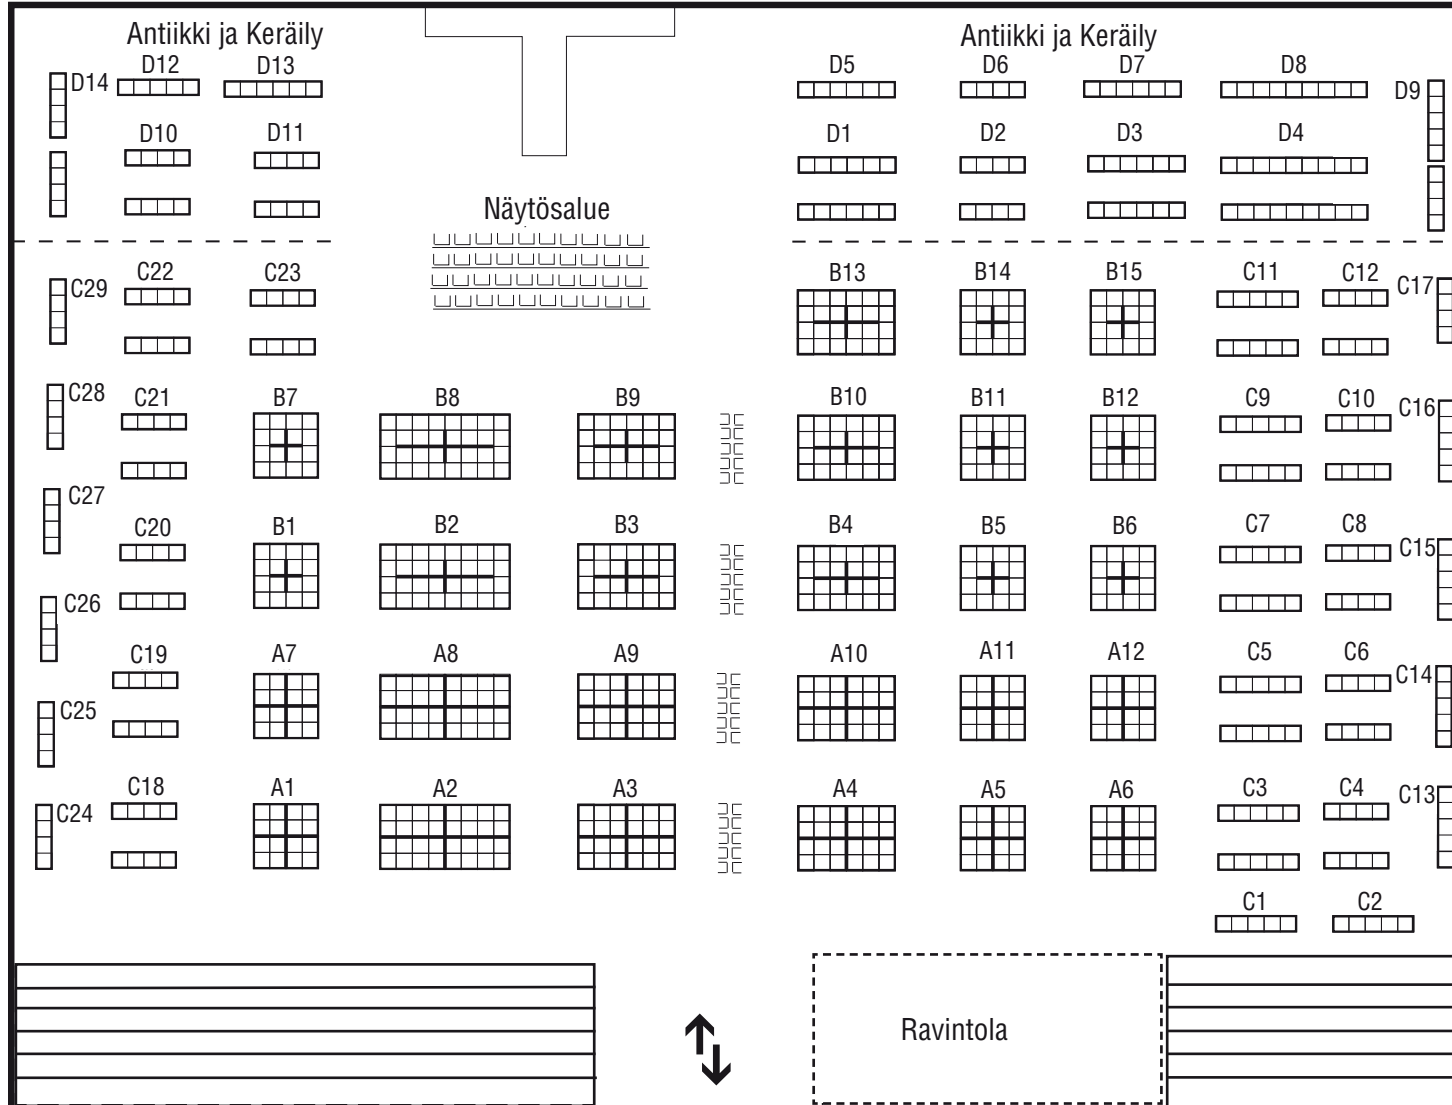 Antiikki ja Keräily
Antiikki ja Keräily
D14
D12
D13
D5
D6
D7
D8
D9
D10
D11
D1
D2
D3
D4
Näytösalue
C29
C22
C23
B13
B14
B15
C11
C12
C17
C28
C21
B7
B8
B9
B10
B11
B12
C9
C10
C16
C27
C20
B1
B2
B3
B4
B5
B6
C7
C8
C15
C26
C19
A7
A8
A9
A10
A11
A12
C5
C6
C14
C25
C18
A1
A2
A3
A4
A5
A6
C3
C4
C13
C24
C1
C2
Ravintola